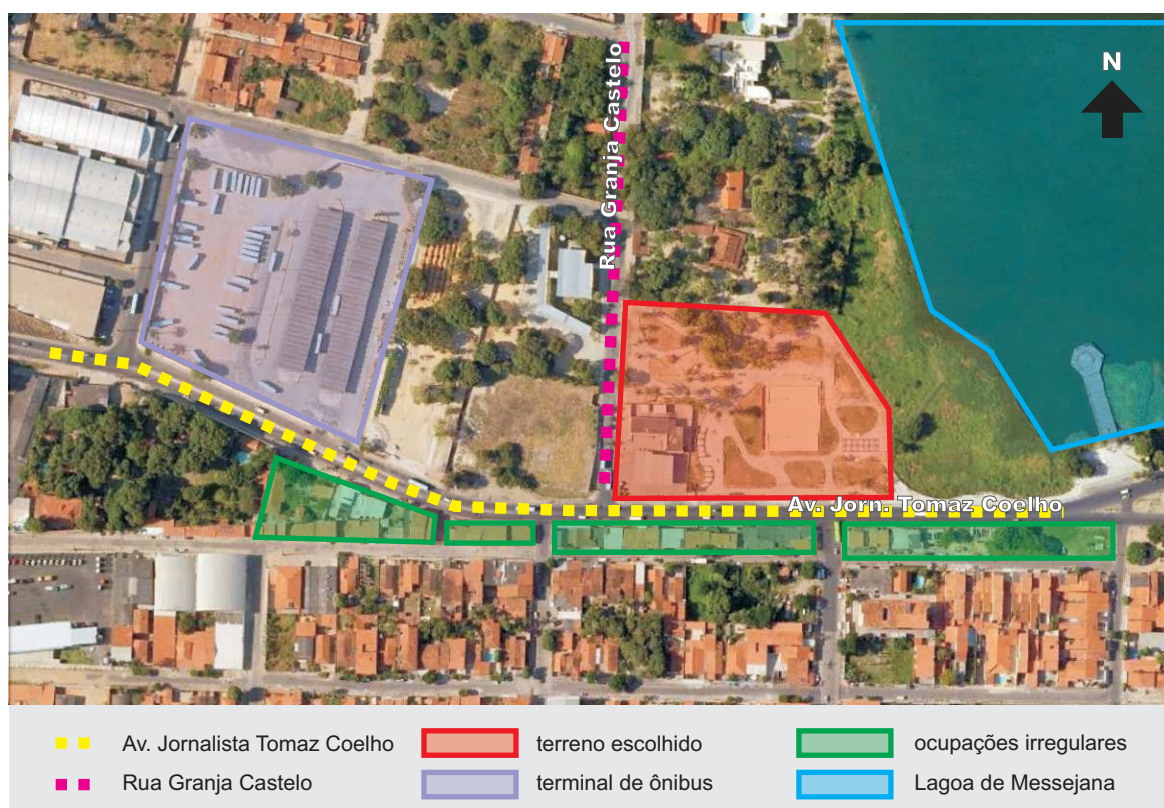 N
Rua Granja Castelo
Av. Jorn. Tomaz Coelho
Av. Jornalista Tomaz Coelho
terreno escolhido
ocupações irregulares
Rua Granja Castelo
terminal de ônibus
Lagoa de Messejana